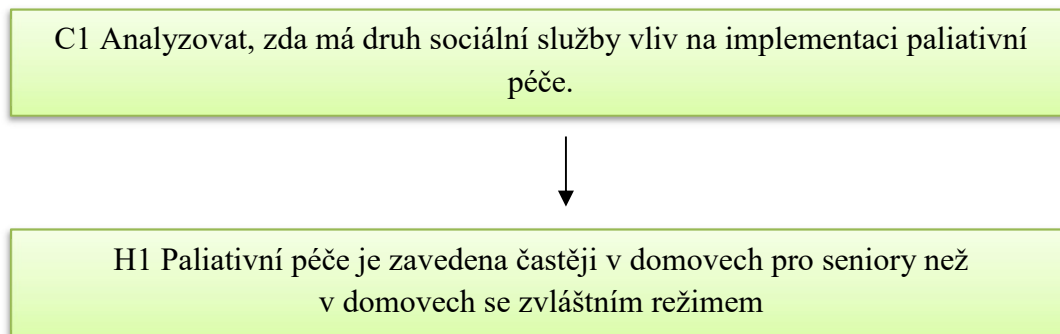 C1 Analyzovat, zda má druh sociální služby vliv na implementaci paliativní
péče.
H1 Paliativní péče je zavedena častěji v domovech pro seniory než
v domovech se zvláštním režimem